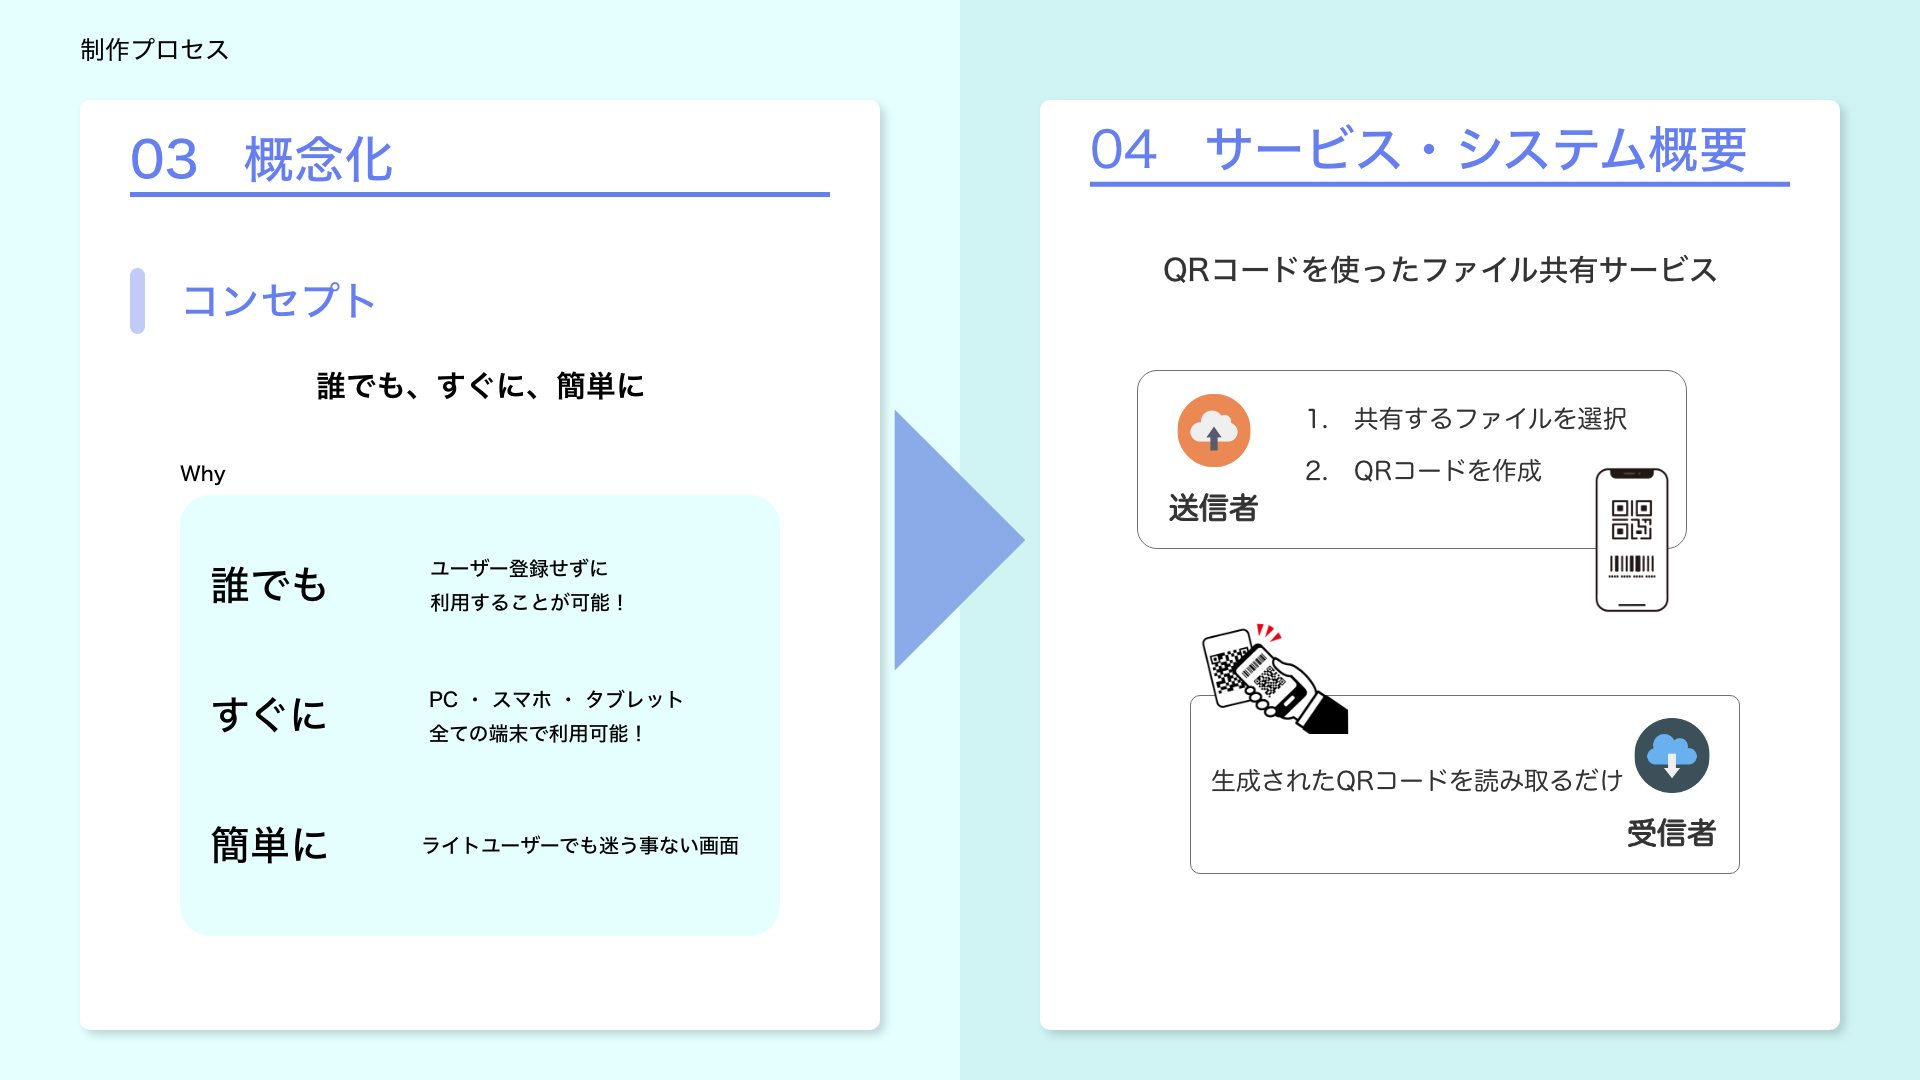 制作プロセス
03　概念化
コンセプト
誰でも、すぐに、簡単に
Why
誰でも
ユーザー登録せずに
利用することが可能！
すぐに
PC ・ スマホ ・ タブレット
全ての端末で利用可能！
簡単に
ライトユーザーでも迷う事ない画面
04　サービス・システム概要
QRコードを使ったファイル共有サービス
1.　共有するファイルを選択
2.　QRコードを作成
送信者
生成されたQRコードを読み取るだけ
受信者